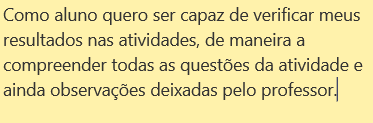 Como aluno quero ser capaz de verificar meus
resultados nas atividades, de maneira a
compreender todas as questões da atividade e
ainda observações deixadas pelo professor.